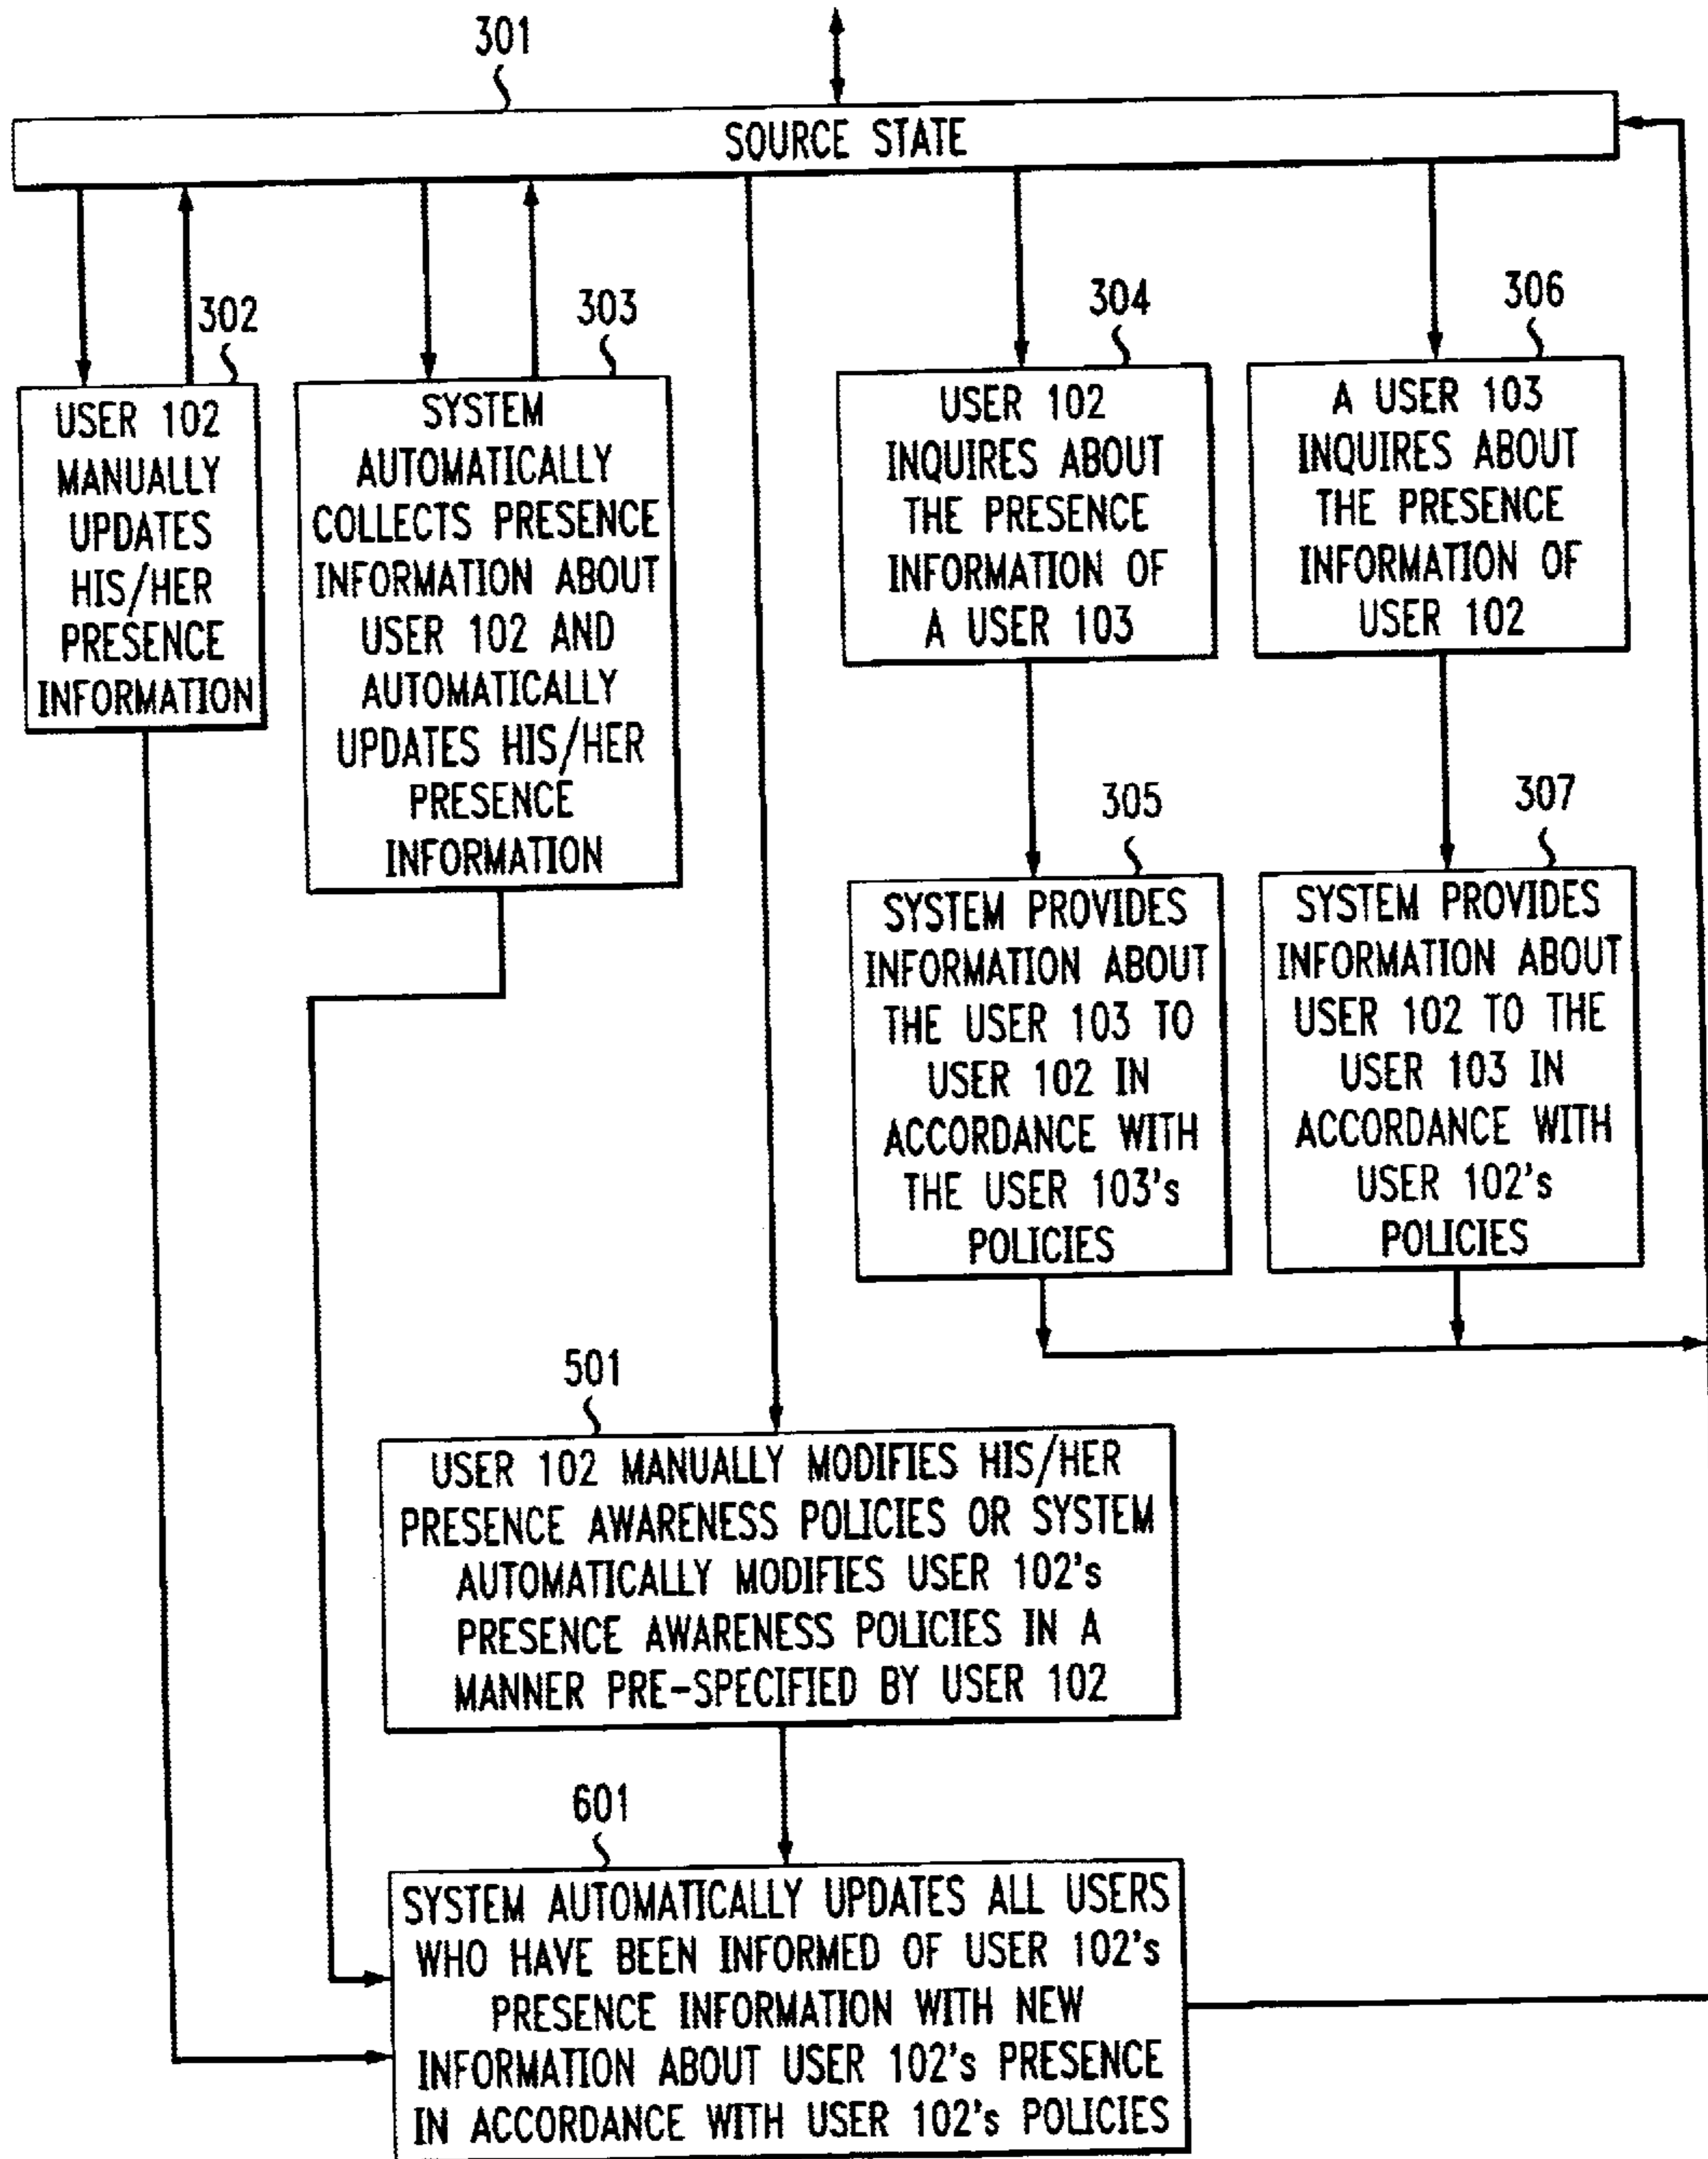 301
SOURCE STATE
302
USER 102
MANUALLY
UPDATES
HIS/HER
PRESENCE
INFORMATION
303
SYSTEM
AUTOMATICALLY
COLLECTS PRESENCE
INFORMATION ABOUT
USER 102 AND
AUTOMATICALLY
UPDATES HIS/HER
PRESENCE
INFORMATION
304
USER 102
INQUIRES ABOUT
THE PRESENCE
INFORMATION OF
A USER 103
306
A USER 103
INQUIRES ABOUT
THE PRESENCE
INFORMATION OF
USER 102
305
SYSTEM PROVIDES
INFORMATION ABOUT
THE USER 103 TO
USER 102 IN
ACCORDANCE WITH
THE USER 103's
POLICIES
307
SYSTEM PROVIDES
INFORMATION ABOUT
USER 102 TO THE
USER 103 IN
ACCORDANCE WITH
USER 102's
POLICIES
501
USER 102 MANUALLY MODIFIES HIS/HER
PRESENCE AWARENESS POLICIES OR SYSTEM
AUTOMATICALLY MODIFIES USER 102's
PRESENCE AWARENESS POLICIES IN A
MANNER PRE-SPECIFIED BY USER 102
601
SYSTEM AUTOMATICALLY UPDATES ALL USERS
WHO HAVE BEEN INFORMED OF USER 102's
PRESENCE INFORMATION WITH NEW
INFORMATION ABOUT USER 102's PRESENCE
IN ACCORDANCE WITH USER 102's POLICIES